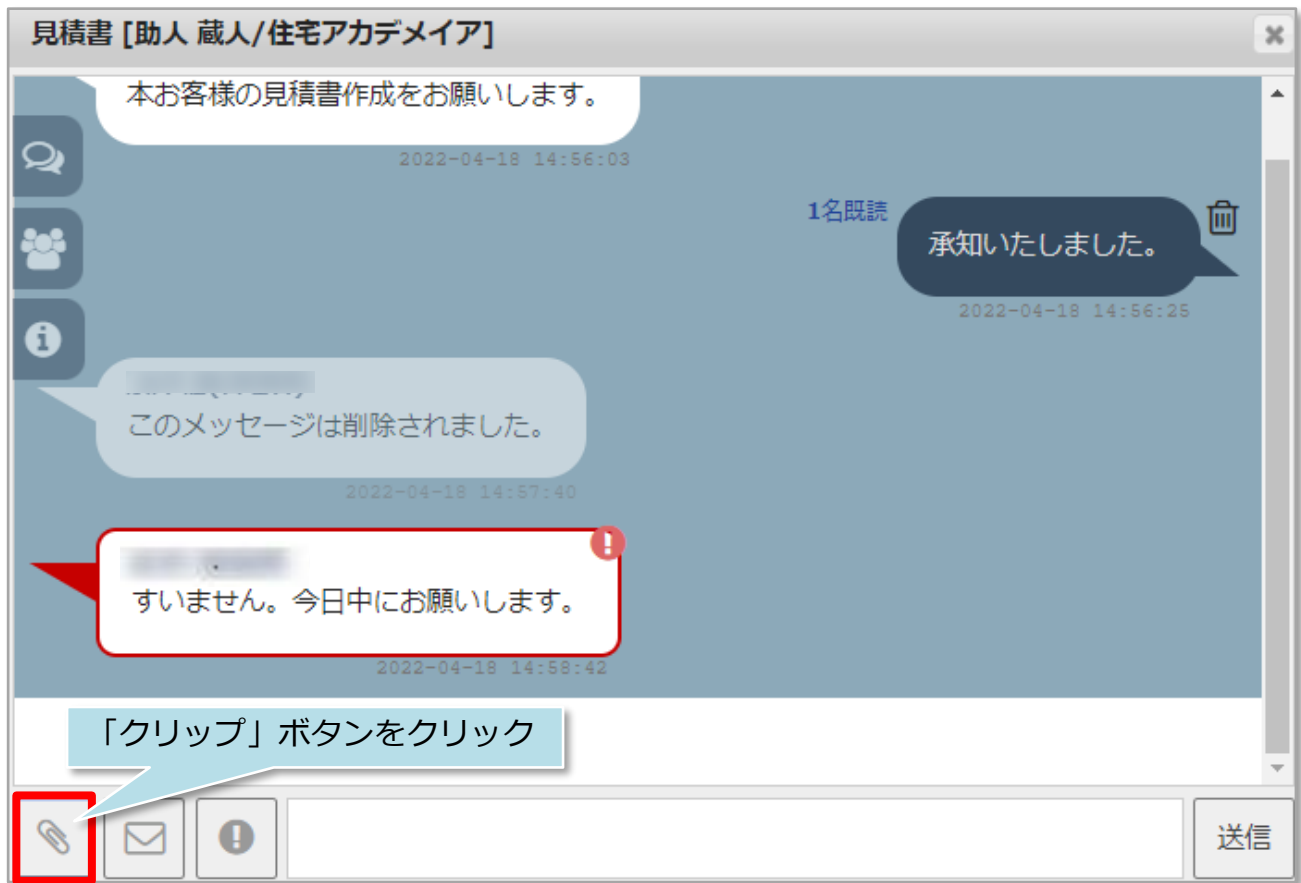 見積書 [助人 蔵人/住宅アカデメイア]
本お客様の見積書作成をお願いします。
2022-04-18 14:56:03
1名既読
承知いたしました。
2022-04-18 14:56:25
このメッセージは削除されました。
2022-04-18 14:57:40
すいません。今日中にお願いします。
2022-04-18 14:58:42
「クリップ」ボタンをクリック
送信